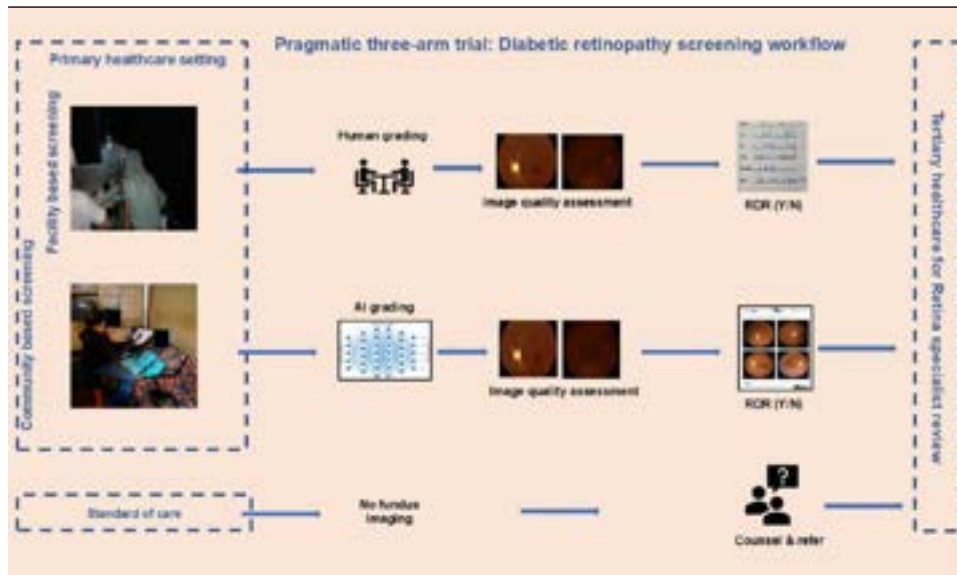 Pragmatic three-arm trial: Diabetic retinopathy screening workflow
Primary healthcare setting
Facility based screening
Community based screening
Human grading
Image quality assessment
RDR (Y/N)
AI grading
Image quality assessment
RDR (Y/N)
Standard of care
No fundus
imaging
Counsel & refer
Tertiary healthcare for Retina specialist review